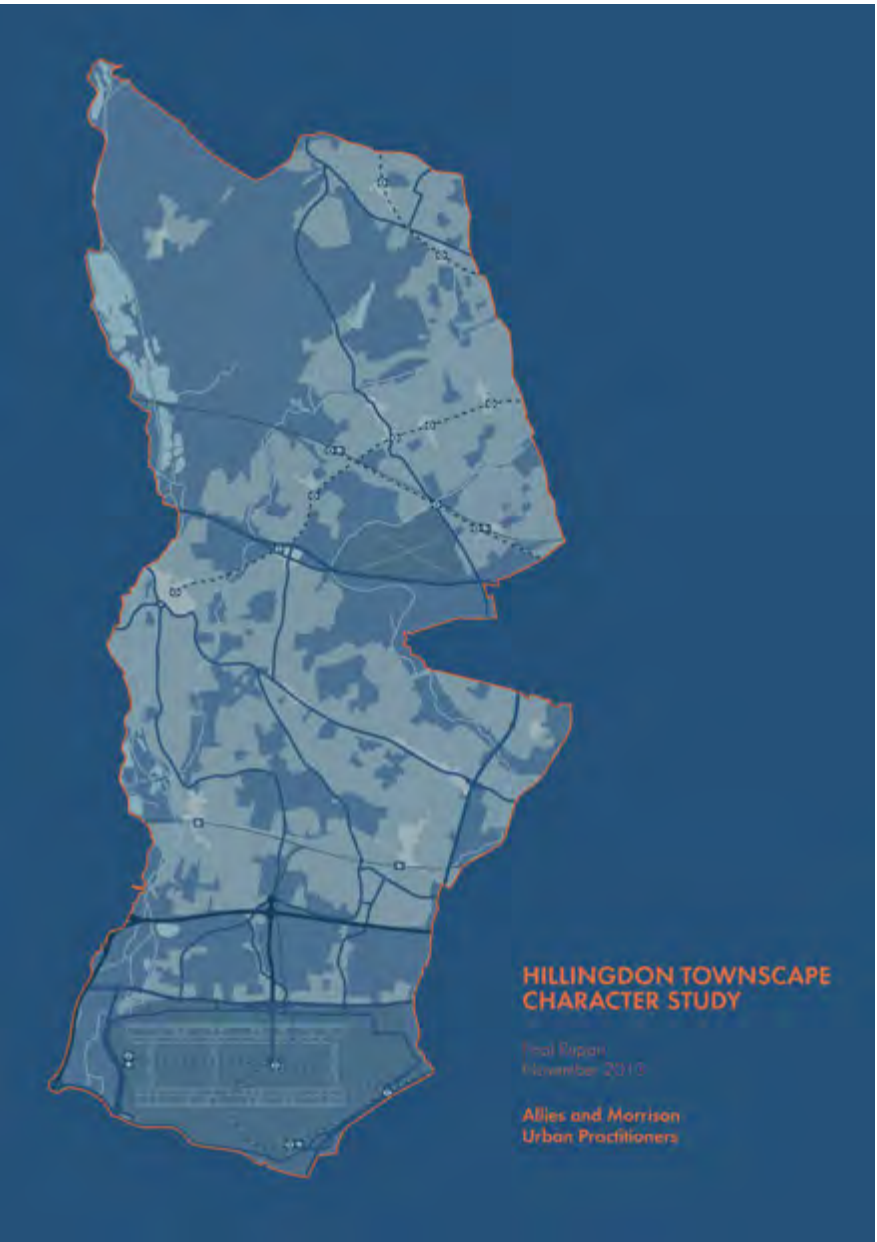 HILLINGDON TOWNSCAPE
CHARACTER STUDY
Final Report
November 2013
Allies and Morrison
Urban Practitioners